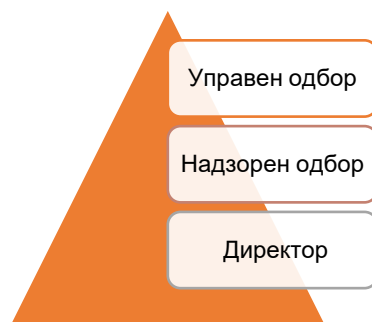 Управен одбор
Надзорен одбор
Директор